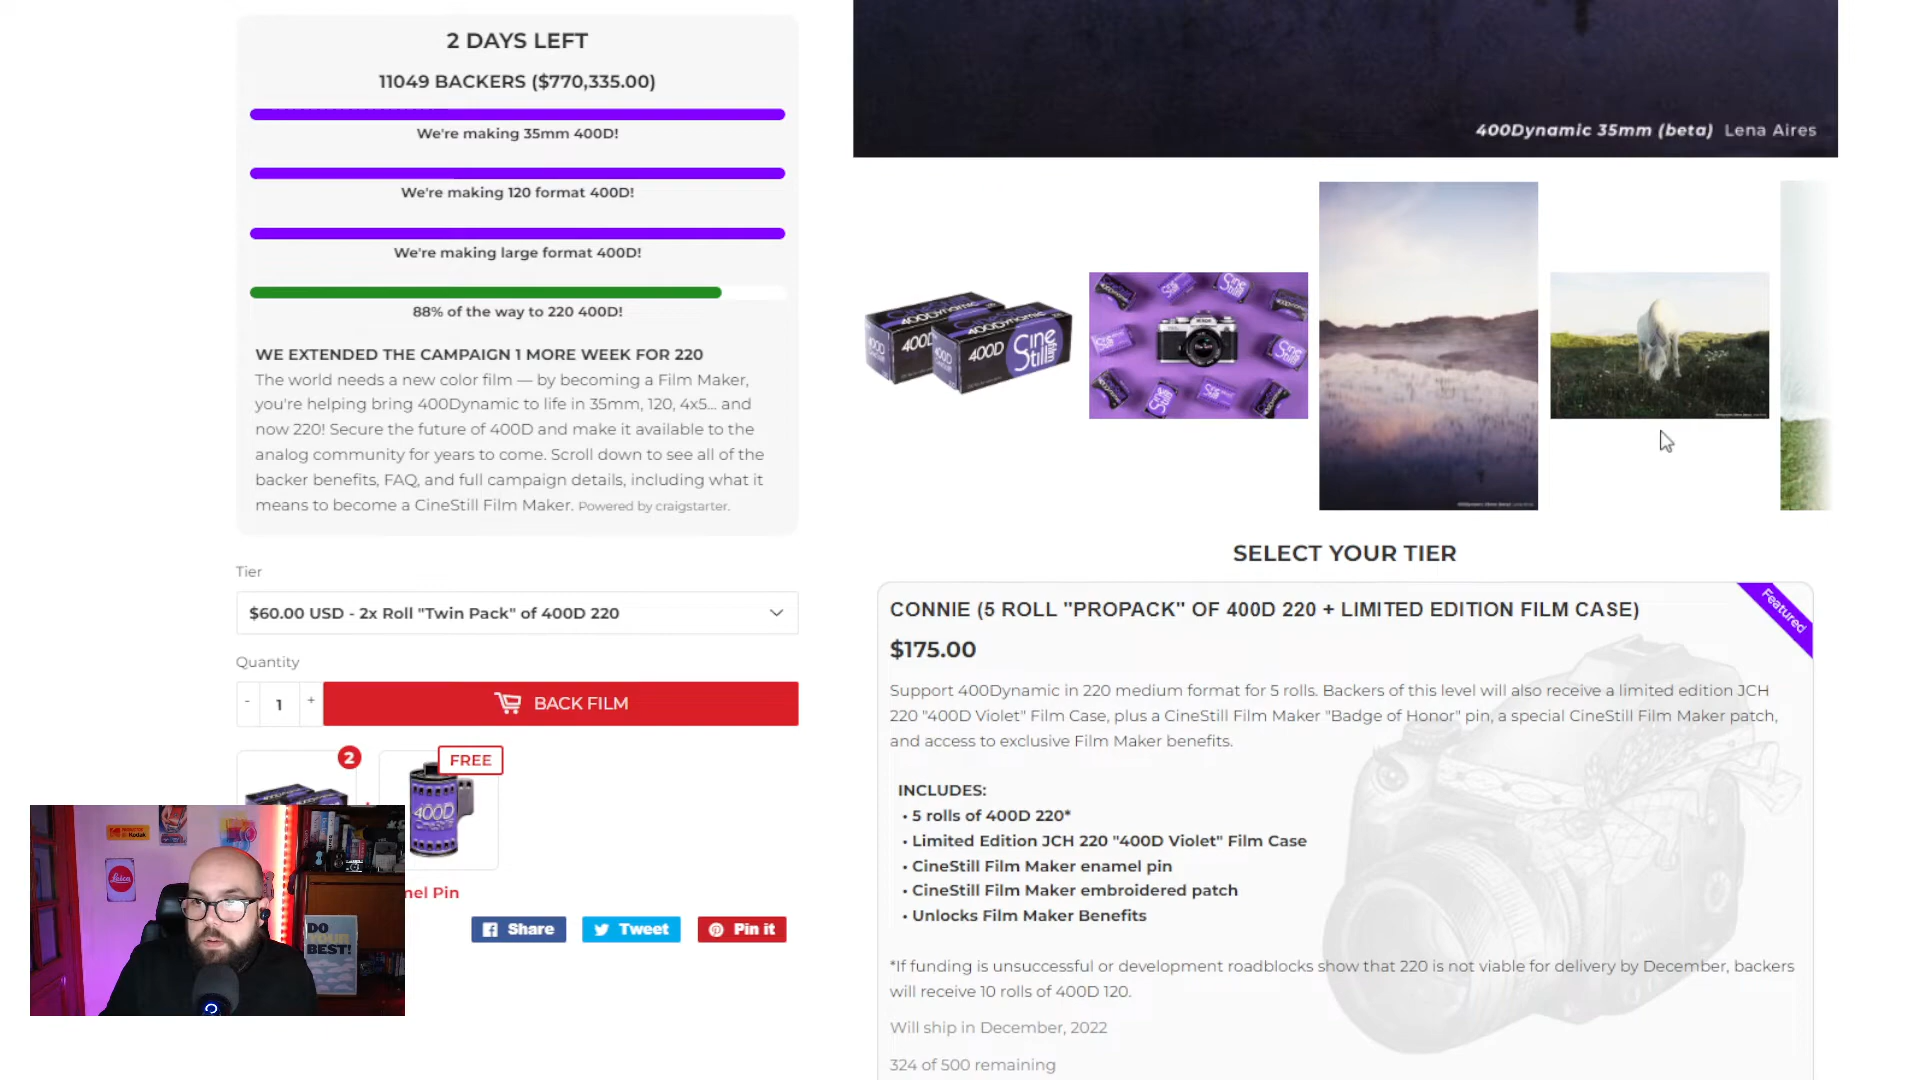 2 DAYS LEFT
11049 BACKERS ($770,335.00)
We're making 35mm 400D!
We're making 120 format 400D!
We're making large format 400D!
88% of the way to 220 400D!
WE EXTENDED THE CAMPAIGN 1 MORE WEEK FOR 220
The world needs a new color film — by becoming a Film Maker,
you're helping bring 400Dynamic to life in 35mm, 120, 4x5... and
now 220! Secure the future of 400D and make it available to the
analog community for years to come. Scroll down to see all of the
backer benefits, FAQ, and full campaign details, including what it
means to become a CineStill Film Maker. Powered by craigstarter.
Tier
$60.00 USD - 2x Roll "Twin Pack" of 400D 220
Quantity
- 1 +
BACK FILM
2
FREE
400D
nel Pin
Share
Tweet
Pin it
Kodak
Leica
DO
YOUR
BEST!
400Dynamic 35mm (beta) Lena Aires
400Dynamic
400Dynamic
400D
400D
CineStill film
SELECT YOUR TIER
Featured
CONNIE (5 ROLL "PROPACK" OF 400D 220 + LIMITED EDITION FILM CASE)
$175.00
Support 400Dynamic in 220 medium format for 5 rolls. Backers of this level will also receive a limited edition JCH
220 "400D Violet" Film Case, plus a CineStill Film Maker "Badge of Honor" pin, a special CineStill Film Maker patch,
and access to exclusive Film Maker benefits.
INCLUDES:
• 5 rolls of 400D 220*
• Limited Edition JCH 220 "400D Violet" Film Case
• CineStill Film Maker enamel pin
• CineStill Film Maker embroidered patch
• Unlocks Film Maker Benefits
*If funding is unsuccessful or development roadblocks show that 220 is not viable for delivery by December, backers
will receive 10 rolls of 400D 120.
Will ship in December, 2022
324 of 500 remaining